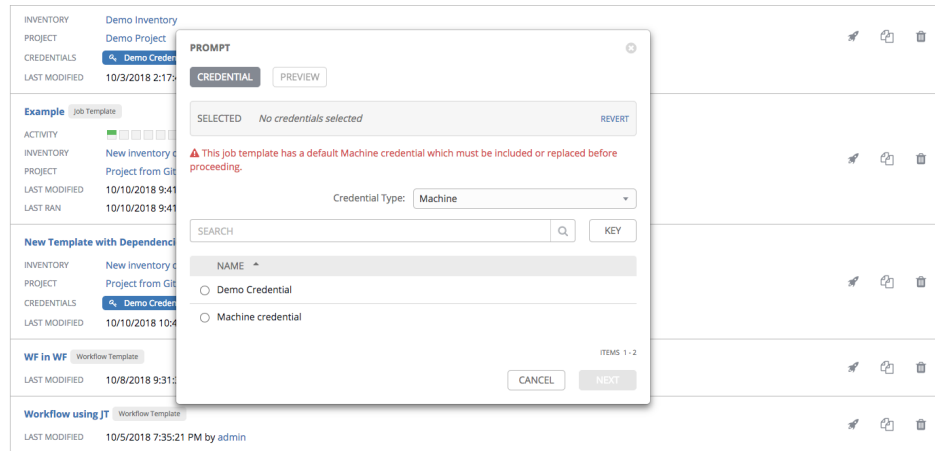 INVENTORY Demo Inventory
PROJECT Demo Project
CREDENTIALS Demo Creden
LAST MODIFIED 10/3/2018 2:17:
Example Job Template
ACTIVITY
INVENTORY New inventory
PROJECT Project from Git
LAST MODIFIED 10/10/2018 9:41
LAST RAN 10/10/2018 9:41
New Template with Dependenci
INVENTORY New inventory
PROJECT Project from Git
CREDENTIALS Demo Creden
LAST MODIFIED 10/10/2018 10:4
WF in WF Workflow Template
LAST MODIFIED 10/8/2018 9:31:
Workflow using JT Workflow Template
LAST MODIFIED 10/5/2018 7:35:21 PM by admin
PROMPT
CREDENTIAL PREVIEW
SELECTED No credentials selected REVERT
This job template has a default Machine credential which must be included or replaced before
proceeding.
Credential Type: Machine
SEARCH KEY
NAME
Demo Credential
Machine credential
ITEMS 1 - 2
CANCEL NEXT